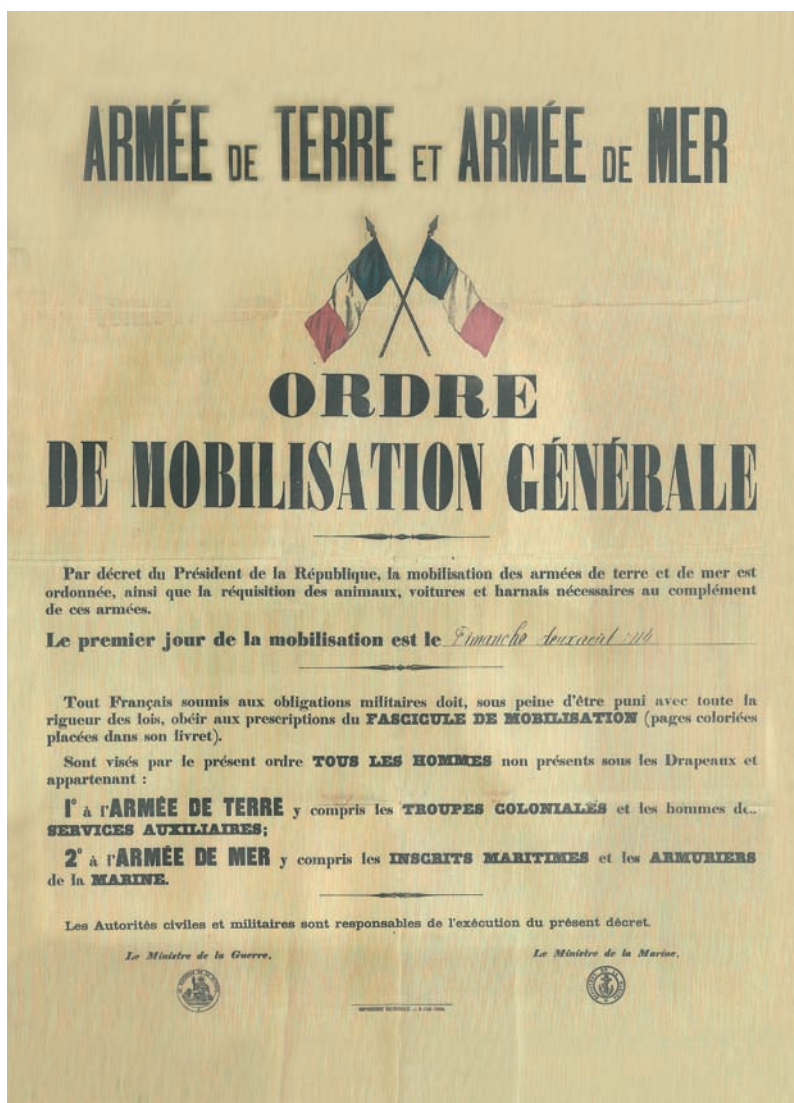 ARMÉE DE TERRE ET ARMÉE DE MER
ORDRE
DE MOBILISATION GÉNÉRALE
Par décret du Président de la République, la mobilisation des armées de terre et de mer est
ordonnée, ainsi que la réquisition des animaux, voitures et harnais nécessaires au complément
de ces armées.
Le premier jour de la mobilisation est le Dimanche deux août
Tout Français soumis aux obligations militaires doit, sous peine d'être puni avec toute la
rigueur des lois, obéir aux prescriptions du FASCICULE DE MOBILISATION (pages coloriées
placées dans son livret).
Sont visés par le présent ordre TOUS LES HOMMES non présents sous les Drapeaux et
appartenant :
1° à l'ARMÉE DE TERRE y compris les TROUPES COLONIALES et les hommes des
SERVICES AUXILIAIRES;
2° à l'ARMÉE DE MER y compris les INSCRITS MARITIMES et les ARMURIERS
de la MARINE.
Les Autorités civiles et militaires sont responsables de l'exécution du présent décret.
Le Ministre de la Guerre,
Le Ministre de la Marine,
IMPRIMERIE NATIONALE.